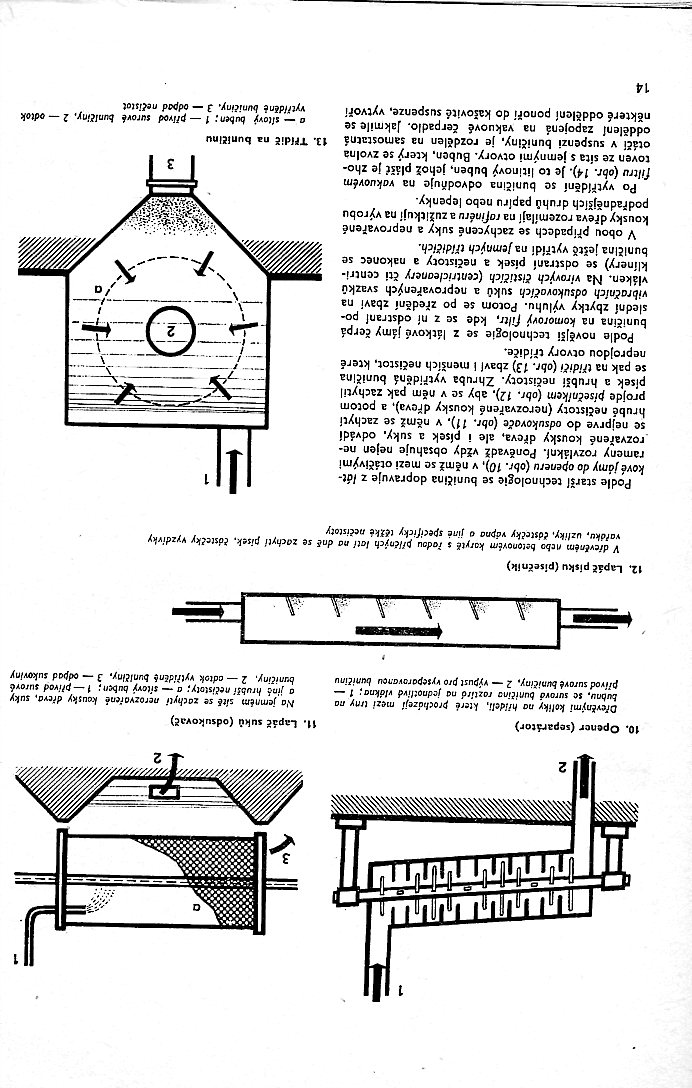 1
2
10. Opener (separátor)
Dřevěnými kolíky na hřídeli, které procházejí mezi trny na
bubnu, se surová buničina roztírá na jednotlivá vlákna; 1 —
přívod surové buničiny, 2 — výpust pro vyseparovanou buničinu
1
a
3
2
11. Lapač suků (odsukovač)
Na jemném sítě se zachytí nerozvařené kousky dřeva, suky
a jiné hrubší nečistoty; a — sítový buben; 1 — přívod surové
buničiny, 2 — odtok vytříděné buničiny, 3 — odpad sukoviny
12. Lapač písku (písečník)
V dřevěném nebo betonovém korytě s řadou příčných latí na dně se zachytí písek, částečky vyzdívky
vařáku, uzlíky, částečky vápna a jiné specificky těžké nečistoty
Podle starší technologie se buničina dopravuje z lát-
kové jámy do openeru (obr. 10), v němž se mezi otáčivými
rameny rozvlákní. Poněvadž vždy obsahuje nejen ne-
rozvařené kousky dřeva, ale i písek a suky, odvádí
se nejprve do odsukovače (obr. 11), v němž se zachytí
hrubé nečistoty (nerozvařené kousky dřeva), a potom
projde písečníkem (obr. 12), aby se v něm pak zachytil
písek a hrubší nečistoty. Zhruba vytříděná buničina
se pak na třídiči (obr. 13) zbaví i menších nečistot, které
neprojdou otvory třídiče.
Podle novější technologie se z látkové jámy čerpá
buničina na komorový filtr, kde se z ní odstraní po-
slední zbytky výluhu. Potom se po zředění zbaví na
vibračních odsukovačích suků a neprovařených svazků
vláken. Na vírových čističích (centricleanery čti centri-
klínery) se odstraní písek a nečistoty a nakonec se
buničina ještě vytřídí na jemných třídičích.
V obou případech se zachycené suky a neprovařené
kousky dřeva rozemílají na rafinéru a zužitkují na výrobu
podřadnějších druhů papíru nebo lepenky.
Po vytřídění se buničina odvodňuje na vakuovém
filtru (obr. 14). Je to litinový buben, jehož plášť je zho-
toven ze síta s jemnými otvory. Buben, který se zvolna
otáčí v suspenzi buničiny, je rozdělen na samostatná
oddělení zapojená na vakuové čerpadlo. Jakmile se
některé oddělení ponoří do kašovité suspenze, vytvoří
1
2
a
3
13. Třídič na buničinu
a — sítový buben; 1 — přívod surové buničiny, 2 — odtok
vytříděné buničiny, 3 — odpad nečistot
14